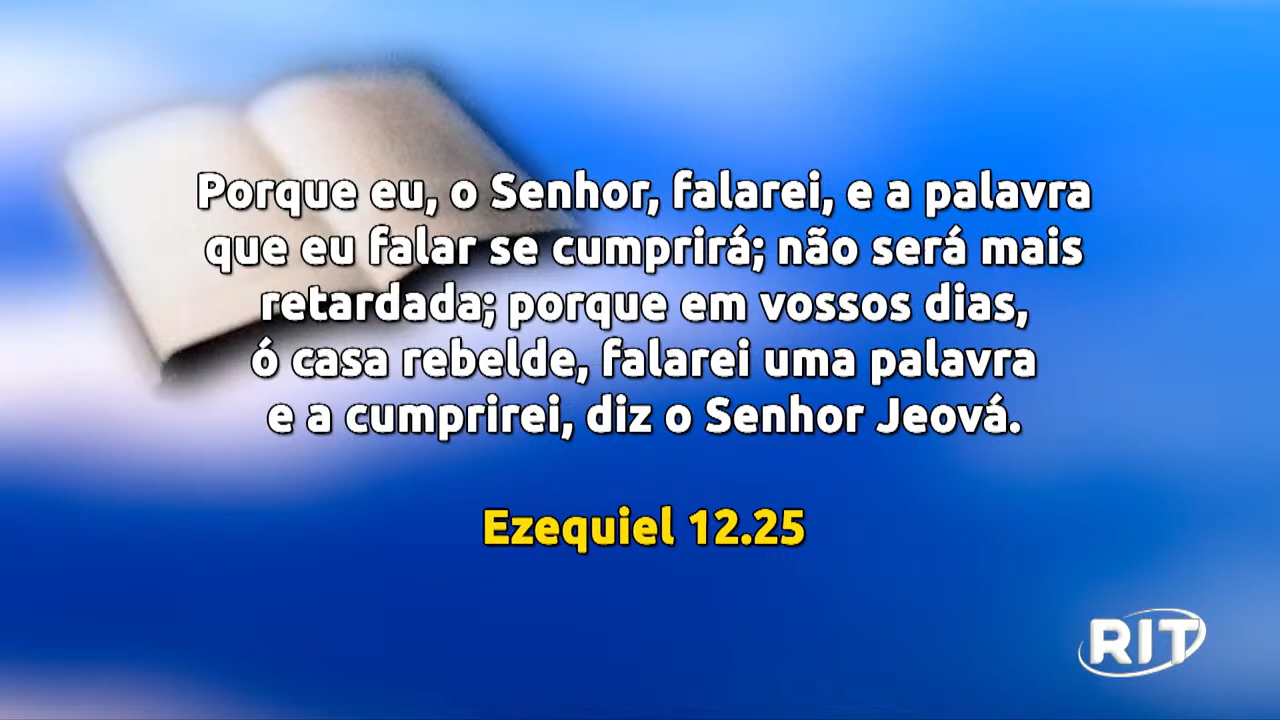 Porque eu, o Senhor, falarei, e a palavra
que eu falar se cumprirá; não será mais
retardada; porque em vossos dias,
ó casa rebelde, falarei uma palavra
e a cumprirei, diz o Senhor Jeová.
Ezequiel 12.25
RIT